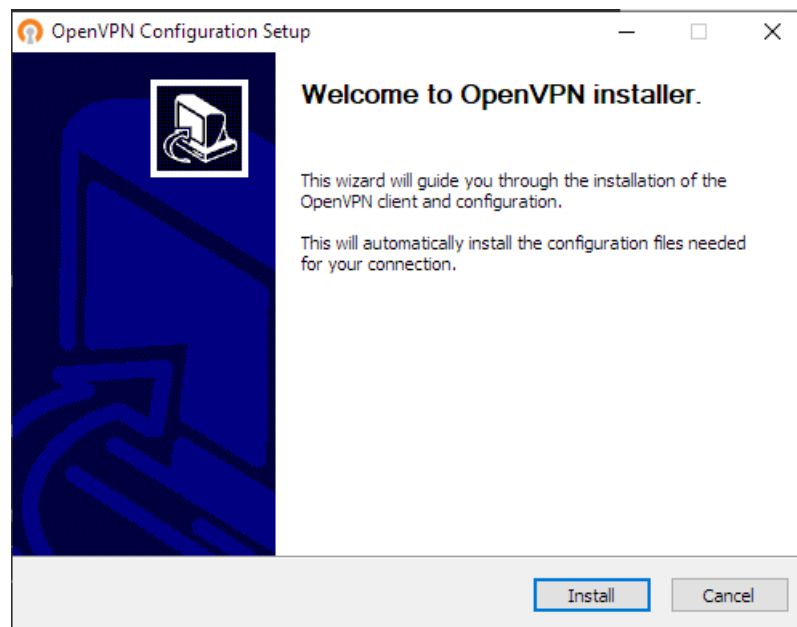 OpenVPN Configuration Setup
Welcome to OpenVPN installer.
This wizard will guide you through the installation of the
OpenVPN client and configuration.
This will automatically install the configuration files needed
for your connection.
Install
Cancel